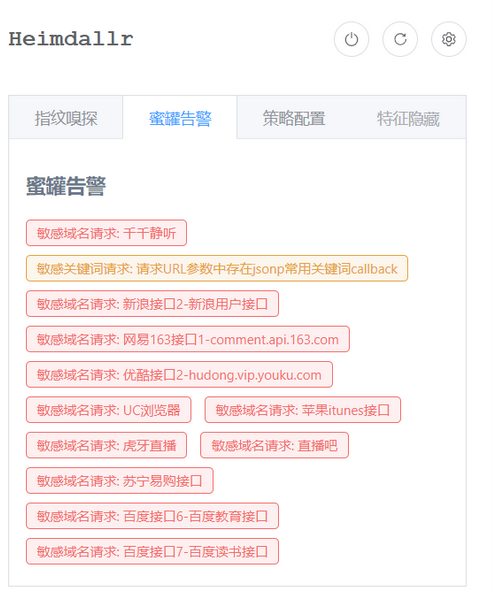 Heimdallr
指纹嗅探 蜜罐告警 策略配置 特征隐藏
蜜罐告警
敏感域名请求: 千千静听
敏感关键词请求: 请求URL参数中存在jsonp常用关键词callback
敏感域名请求: 新浪接口2-新浪用户接口
敏感域名请求: 网易163接口1-comment.api.163.com
敏感域名请求: 优酷接口2-hudong.vip.youku.com
敏感域名请求: UC浏览器 敏感域名请求: 苹果itunes接口
敏感域名请求: 虎牙直播 敏感域名请求: 直播吧
敏感域名请求: 苏宁易购接口
敏感域名请求: 百度接口6-百度教育接口
敏感域名请求: 百度接口7-百度读书接口